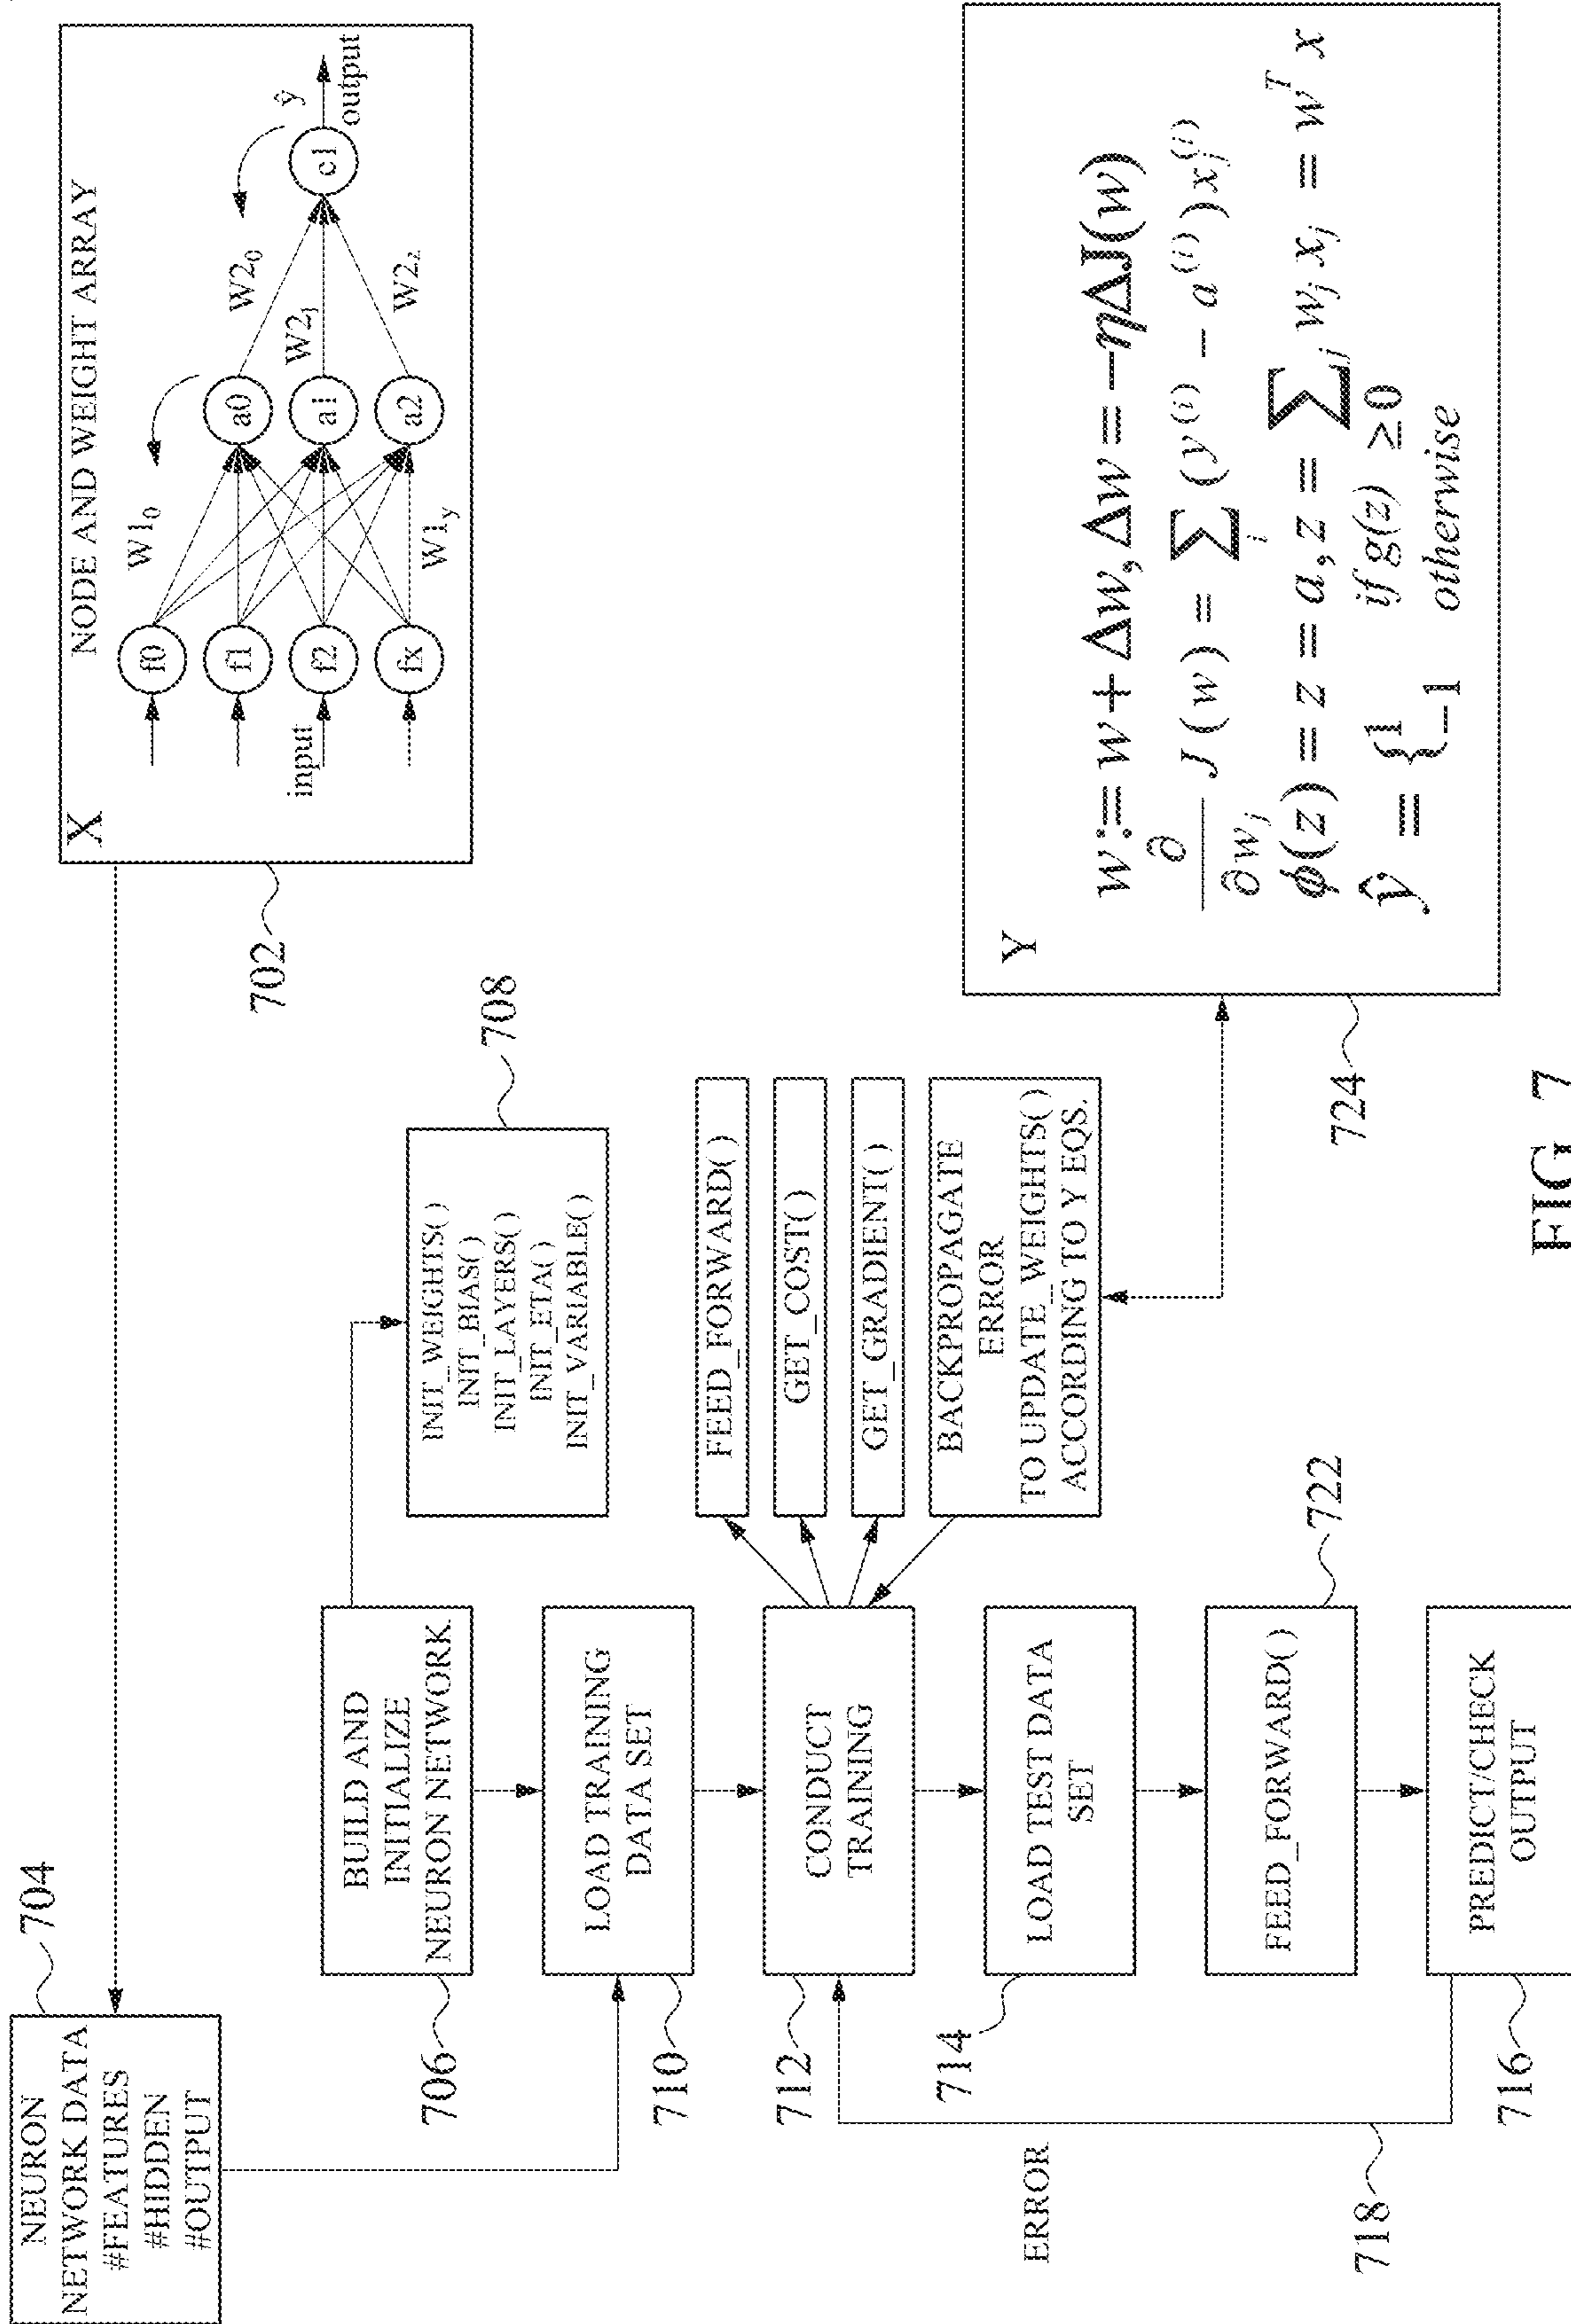 NEURON
NETWORK DATA
#FEATURES
#HIDDEN
#OUTPUT
704
X
NODE AND WEIGHT ARRAY
f0
f1
f2
fx
input
W1₀
W1ᵧ
a0
a1
a2
W2₀
W2₁
W2₂
c1
ŷ
output
702
BUILD AND
INITIALIZE
NEURON NETWORK
706
INIT_WEIGHTS( )
INIT_BIAS( )
INIT_LAYERS( )
INIT_ETA( )
INIT_VARIABLE( )
708
LOAD TRAINING
DATA SET
710
CONDUCT
TRAINING
712
FEED_FORWARD( )
GET_COST( )
GET_GRADIENT( )
BACKPROPAGATE
ERROR
TO UPDATE_WEIGHTS( )
ACCORDING TO Y EQS.
LOAD TEST DATA
SET
714
FEED_FORWARD( )
722
PREDICT/CHECK
OUTPUT
716
ERROR
718
Y
w := w + Δw, Δw = −ηΔJ(w)
∂/∂wⱼ J(w) = ∑ᵢ (y⁽ⁱ⁾ − a⁽ⁱ⁾) xⱼ⁽ⁱ⁾
ϕ(z) = z = a, z = ∑ⱼ wⱼ xⱼ = wᵀ x
ŷ = { 1 if g(z) ≥0
−1 otherwise
724
FIG. 7